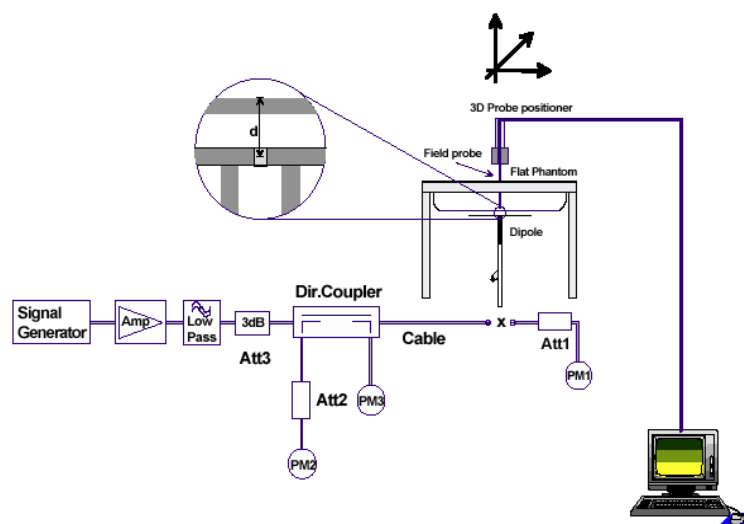 3D Probe positioner
d
Field probe
Flat Phantom
Dipole
Dir.Coupler
Signal
Generator
Amp
Low
Pass
3dB
Cable
x
Att1
Att3
PM1
Att2
PM3
PM2